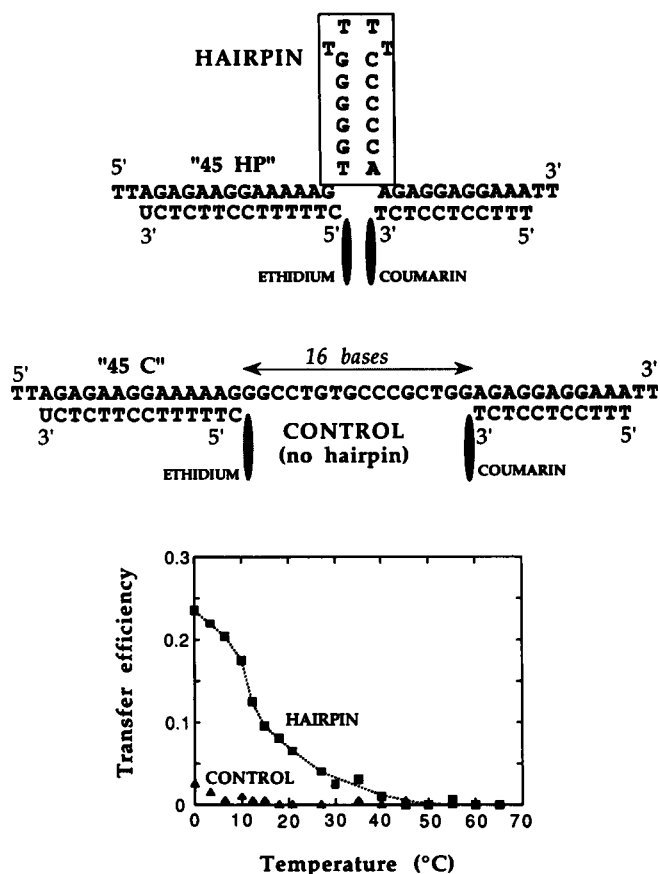 T T
HAIRPIN T T
G C
G C
G C
G C
G C
T A
5' "45 HP" 3'
TTAGAGAAGGAAAAAG AGAGGAGGAAATT
UCTCTTCCTTTTTC TCTCCTCCTTT
3' 5' 3' 5'
ETHIDIUM COUMARIN
5' "45 C" 16 bases 3'
TTAGAGAAGGAAAAAGGGCCTGTGCCCGCTGGAGAGGAGGAAATT
UCTCTTCCTTTTTC TCTCCTCCTTT
3' 5' CONTROL 3' 5'
(no hairpin)
ETHIDIUM COUMARIN
Transfer efficiency
0.3
0.2
0.1
0
HAIRPIN
CONTROL
0 10 20 30 40 50 60 70
Temperature (°C)